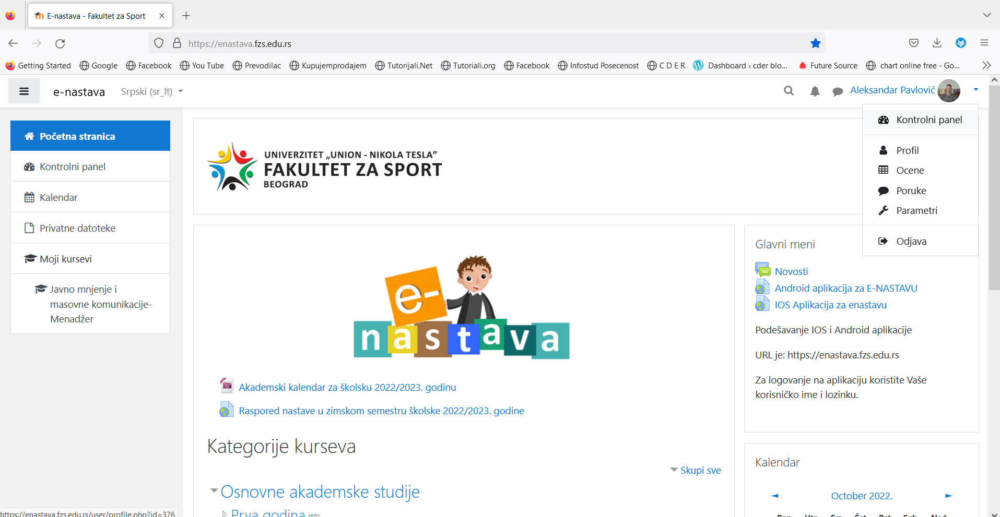 E-nastava - Fakultet za Sport
https://enastava.fzs.edu.rs
Getting Started Google Facebook You Tube Prevodilac Kupujemprodajem Tutorijali.Net Tutoriali.org Facebook Infostud Posecenost C D E R Dashboard ‹ cder blo... Future Source chart online free - Go...
e-nastava Srpski (sr_lt) Aleksandar Pavlović
Kontrolni panel
Profil
Ocene
Poruke
Parametri
Odjava
Početna stranica
Kontrolni panel
Kalendar
Privatne datoteke
Moji kursevi
Javno mnjenje i
masovne komunikacije-
Menadžer
UNIVERZITET „UNION - NIKOLA TESLA”
FAKULTET ZA SPORT
BEOGRAD
e-
nastava
Akademski kalendar za školsku 2022/2023. godinu
Raspored nastave u zimskom semestru školske 2022/2023. godine
Kategorije kurseva
Skupi sve
Osnovne akademske studije
Prva godina (10)
Glavni meni
Novosti
Android aplikacija za E-NASTAVU
IOS Aplikacija za enastavu
Podešavanje IOS i Android aplikacije
URL je: https://enastava.fzs.edu.rs
Za logovanje na aplikaciju koristite Vaše
korisničko ime i lozinku.
Kalendar
October 2022.
Pon Uto Sre Čet Pet Sub Ned
https://enastava.fzs.edu.rs/user/profile.php?id=376